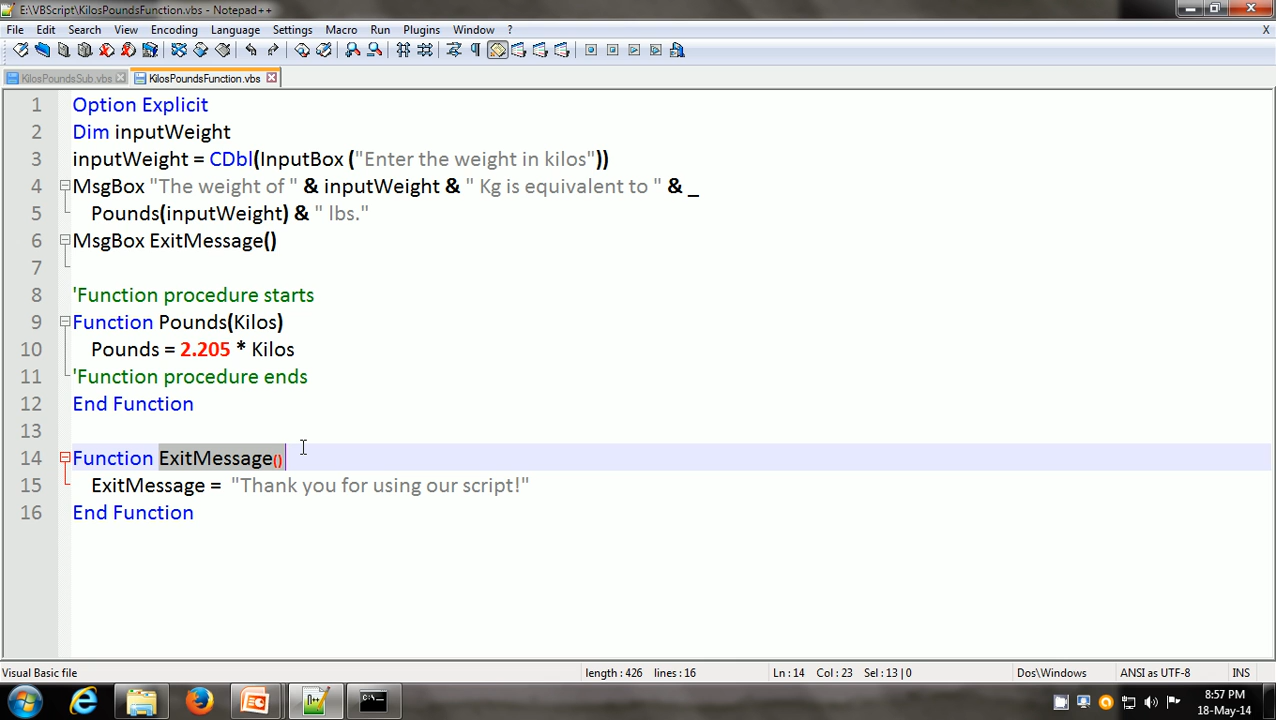 E:\VBScript\KilosPoundsFunction.vbs - Notepad++
File Edit Search View Encoding Language Settings Macro Run Plugins Window ? X
KilosPoundsSub.vbs KilosPoundsFunction.vbs
1 Option Explicit
2 Dim inputWeight
3 inputWeight = CDbl(InputBox ("Enter the weight in kilos"))
4 MsgBox "The weight of " & inputWeight & " Kg is equivalent to " & _
5 Pounds(inputWeight) & " lbs."
6 MsgBox ExitMessage()
7
8 'Function procedure starts
9 Function Pounds(Kilos)
10 Pounds = 2.205 * Kilos
11 'Function procedure ends
12 End Function
13
14 Function ExitMessage()
15 ExitMessage = "Thank you for using our script!"
16 End Function
Visual Basic file length : 426 lines : 16 Ln : 14 Col : 23 Sel : 13 | 0 Dos\Windows ANSI as UTF-8 INS
8:57 PM
18-May-14